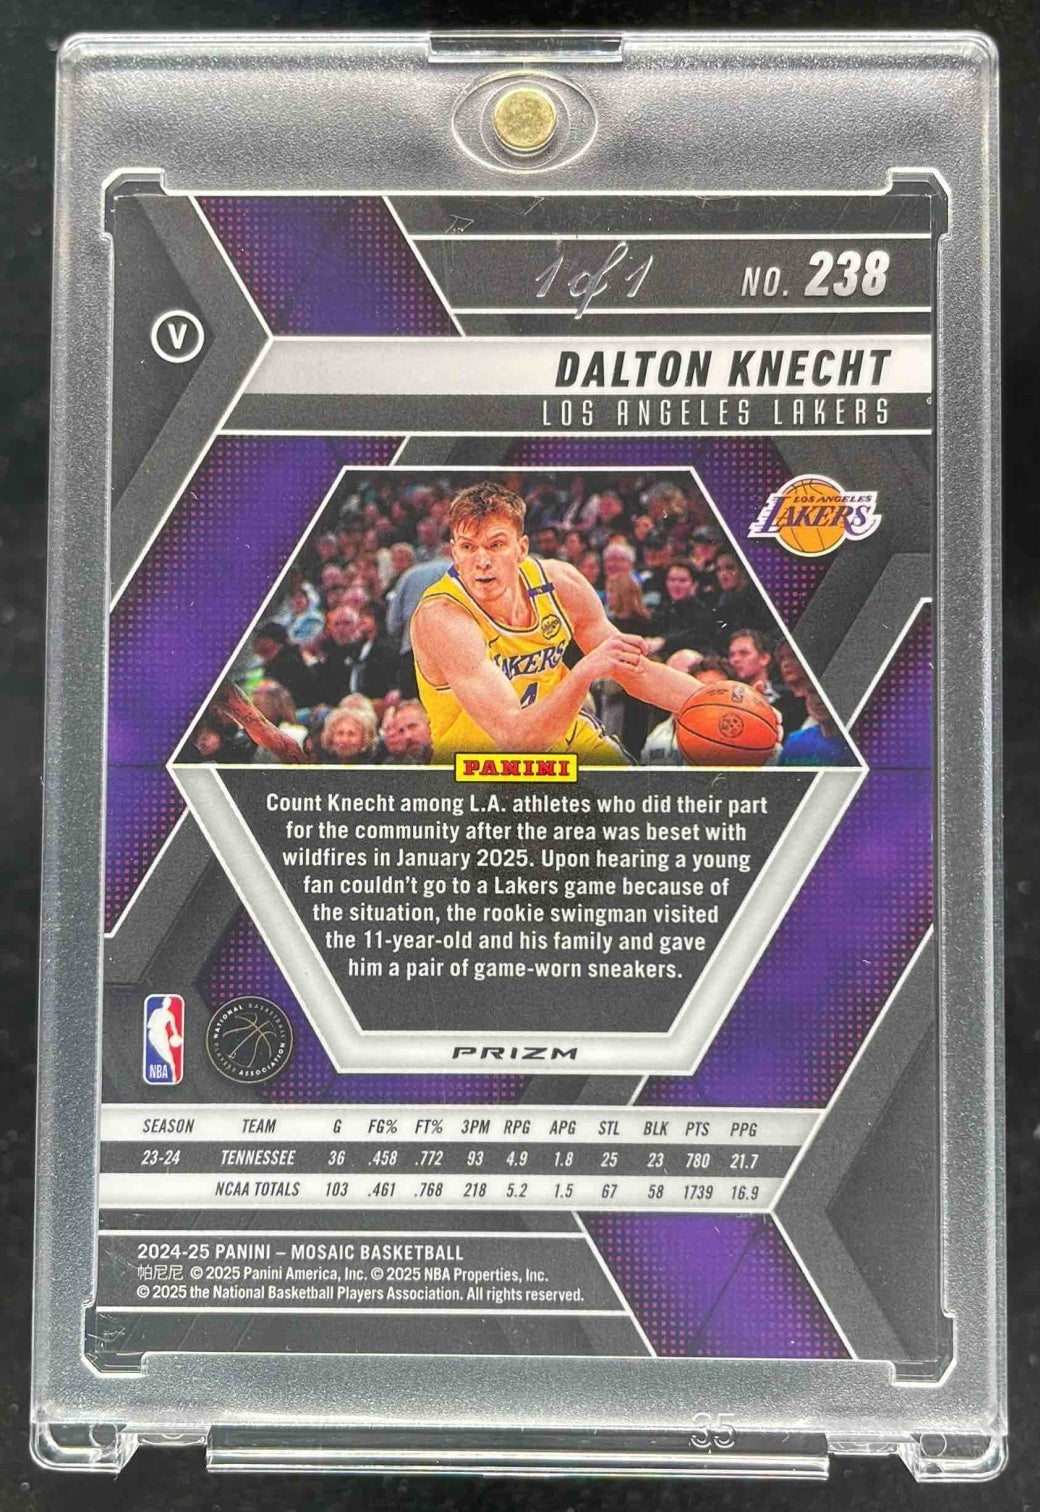 1 of 1
NO. 238
V
DALTON KNECHT
LOS ANGELES LAKERS
LOS ANGELES
LAKERS
LAKERS
4
PANINI
Count Knecht among L.A. athletes who did their part
for the community after the area was beset with
wildfires in January 2025. Upon hearing a young
fan couldn't go to a Lakers game because of
the situation, the rookie swingman visited
the 11-year-old and his family and gave
him a pair of game-worn sneakers.
NBA
NATIONAL BASKETBALL PLAYERS ASSOCIATION
PRIZM
SEASON TEAM G FG% FT% 3PM RPG APG STL BLK PTS PPG
23-24 TENNESSEE 36 .458 .772 93 4.9 1.8 25 23 780 21.7
NCAA TOTALS 103 .461 .768 218 5.2 1.5 67 58 1739 16.9
2024-25 PANINI – MOSAIC BASKETBALL
帕尼尼 © 2025 Panini America, Inc. © 2025 NBA Properties, Inc.
© 2025 the National Basketball Players Association. All rights reserved.
35